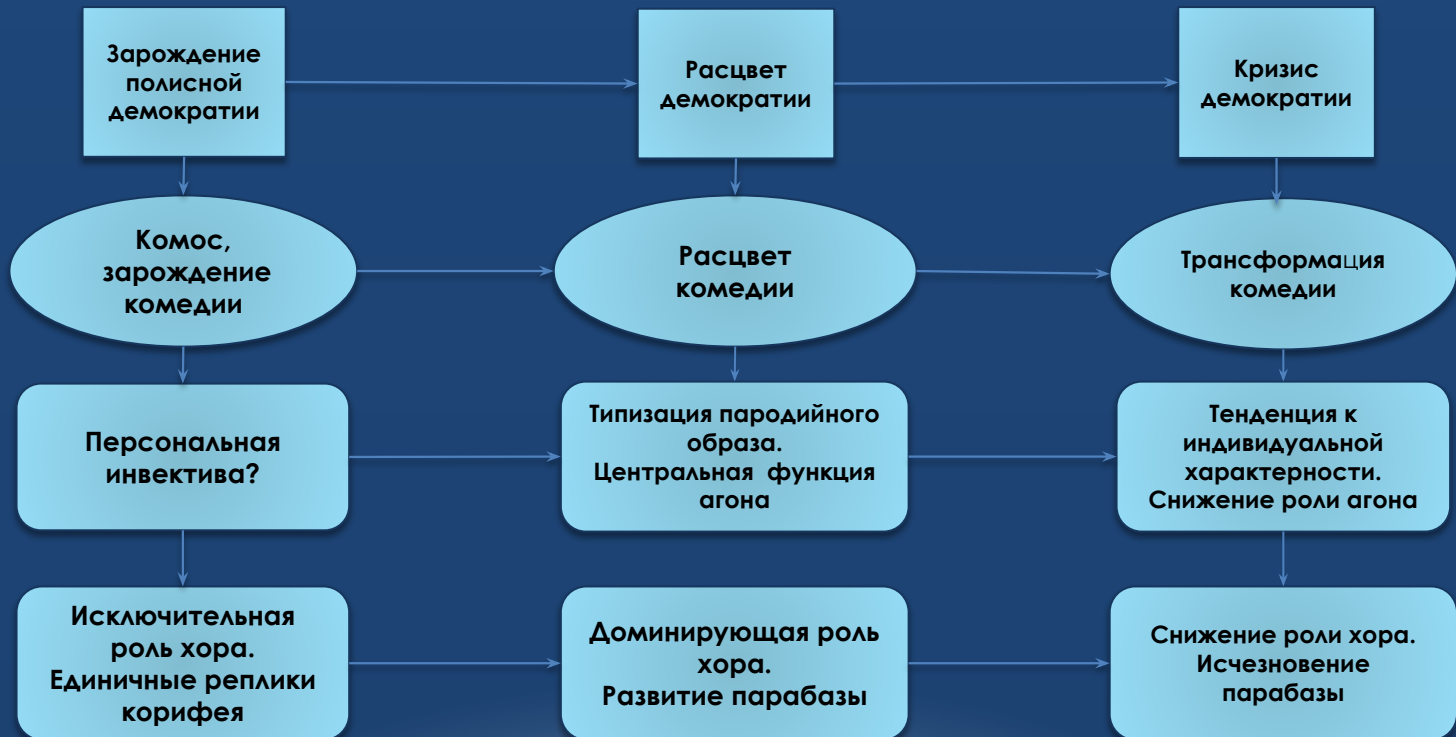 Зарождение
полисной
демократии
Расцвет
демократии
Кризис
демократии
Комос,
зарождение
комедии
Расцвет
комедии
Трансформация
комедии
Персональная
инвектива?
Типизация пародийного
образа.
Центральная функция
агона
Тенденция к
индивидуальной
характерности.
Снижение роли агона
Исключительная
роль хора.
Единичные реплики
корифея
Доминирующая роль
хора.
Развитие парабазы
Снижение роли хора.
Исчезновение
парабазы